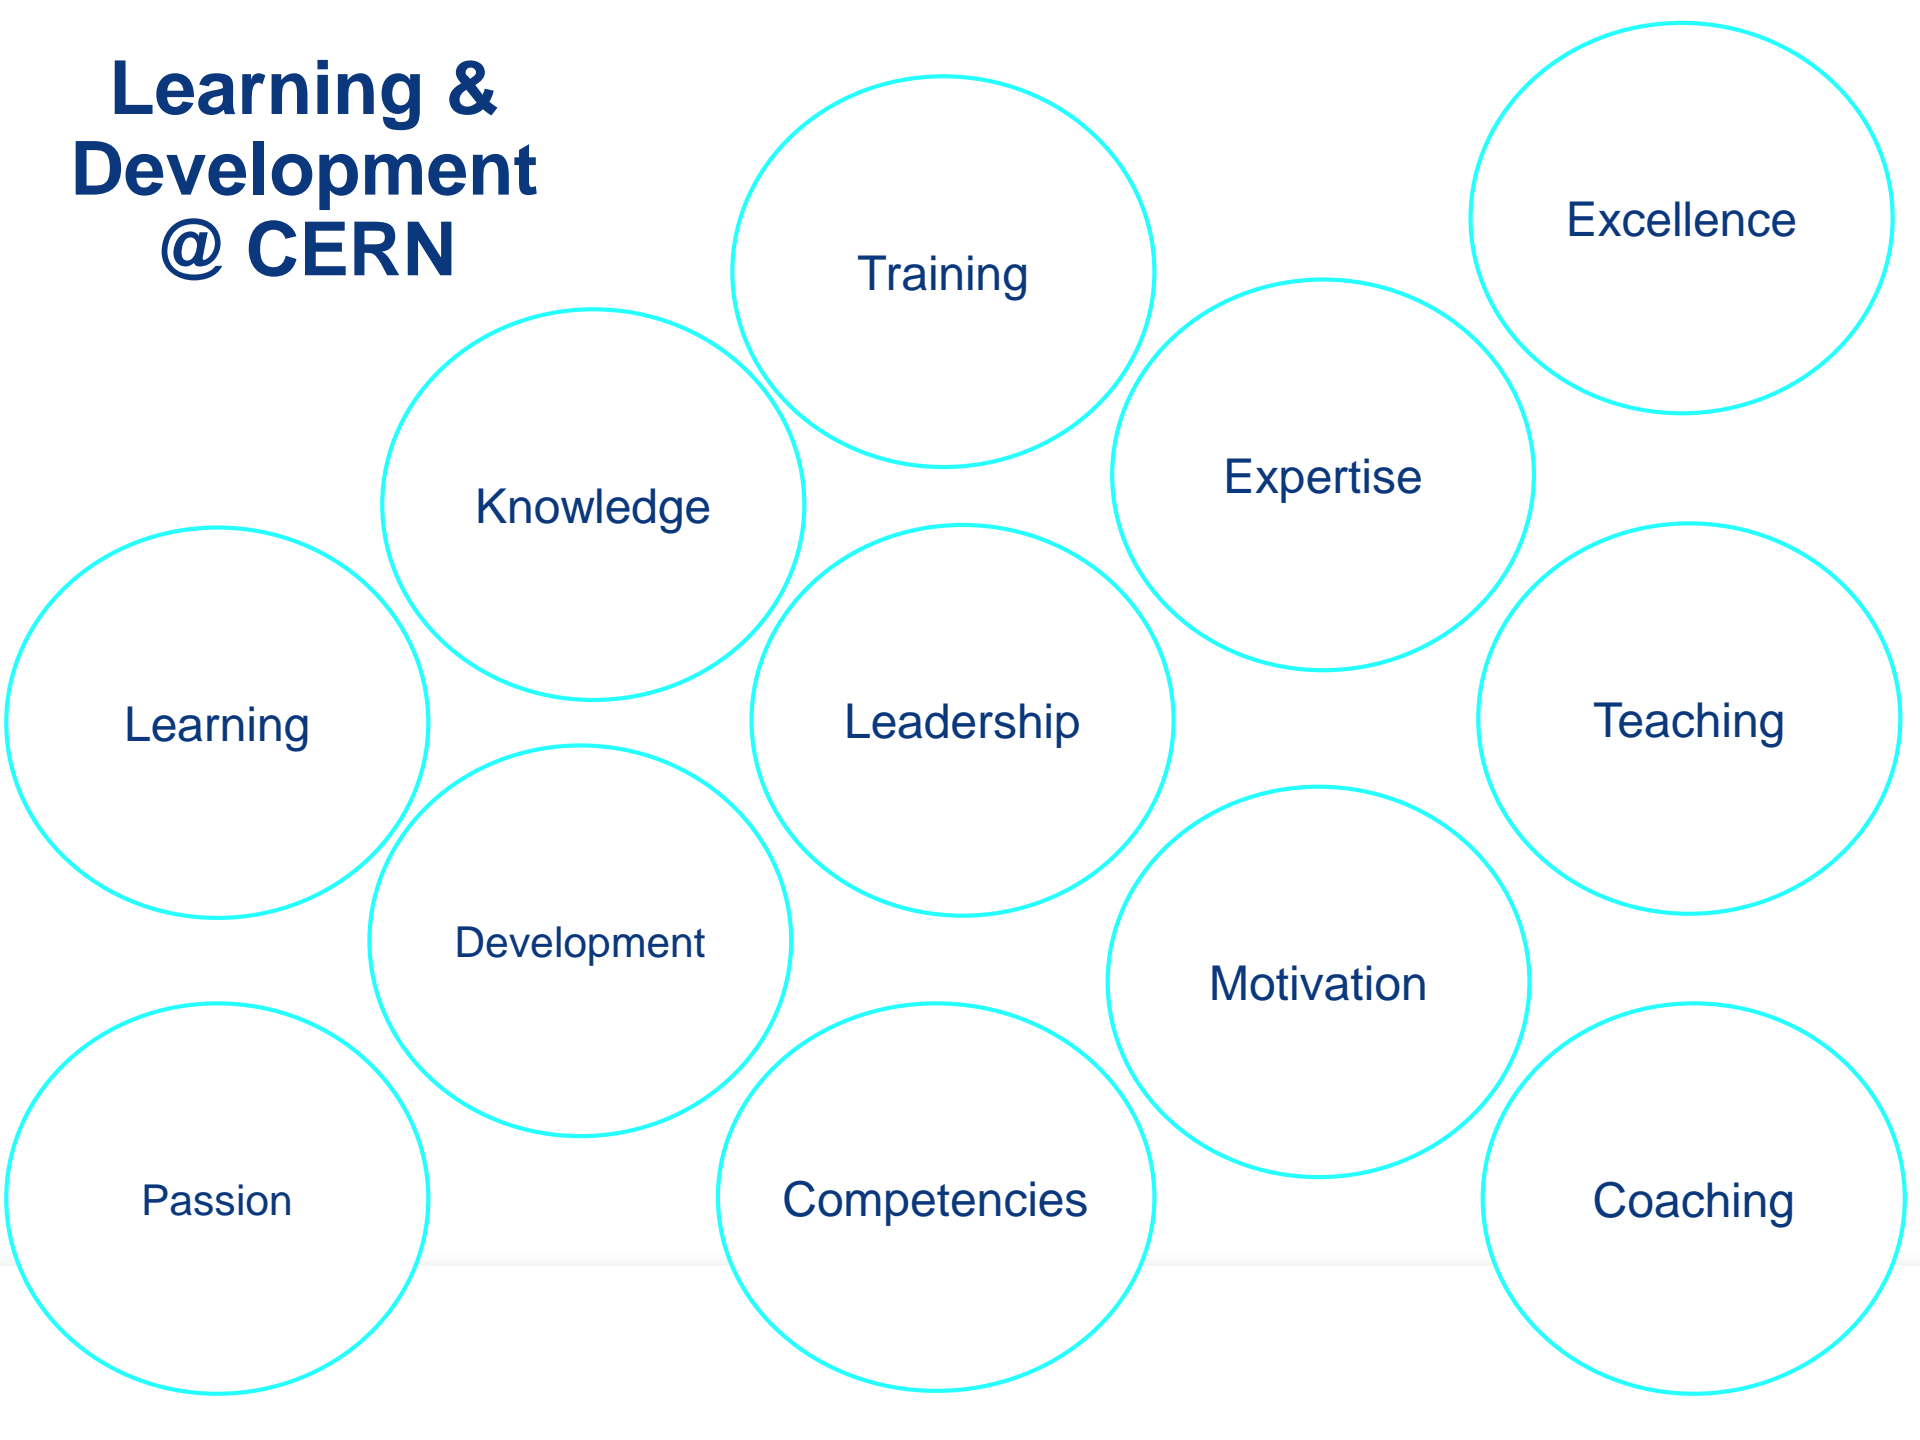 Learning &
Development
@ CERN
Excellence
Training
Expertise
Knowledge
Learning
Leadership
Teaching
Development
Motivation
Passion
Competencies
Coaching